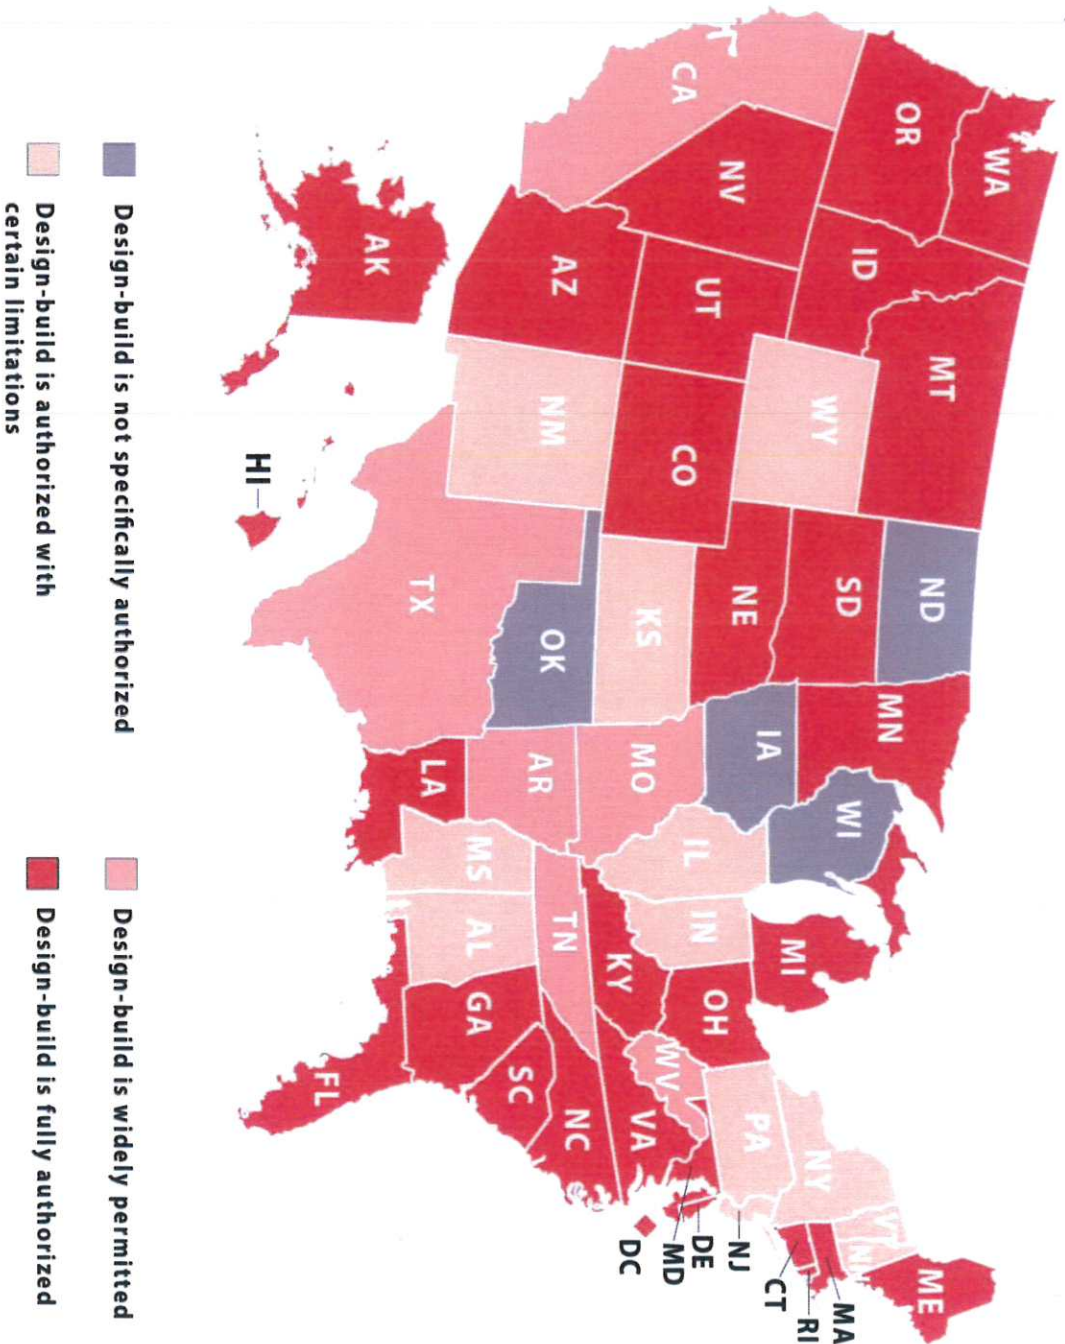 WA
OR
CA
NV
ID
MT
WY
UT
AZ
CO
NM
ND
SD
NE
KS
OK
TX
MN
IA
MO
AR
LA
WI
IL
MS
MI
IN
OH
KY
TN
AL
GA
FL
SC
NC
VA
WV
PA
NY
VT
NH
ME
MA
RI
CT
NJ
DE
MD
DC
AK
HI
Design-build is not specifically authorized
Design-build is authorized with
certain limitations
Design-build is widely permitted
Design-build is fully authorized